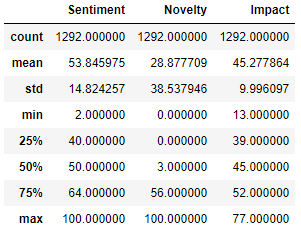 Sentiment Novelty Impact
count 1292.000000 1292.000000 1292.000000
mean 53.845975 28.877709 45.277864
std 14.824257 38.537946 9.996097
min 2.000000 0.000000 13.000000
25% 40.000000 0.000000 39.000000
50% 50.000000 3.000000 45.000000
75% 64.000000 56.000000 52.000000
max 100.000000 100.000000 77.000000